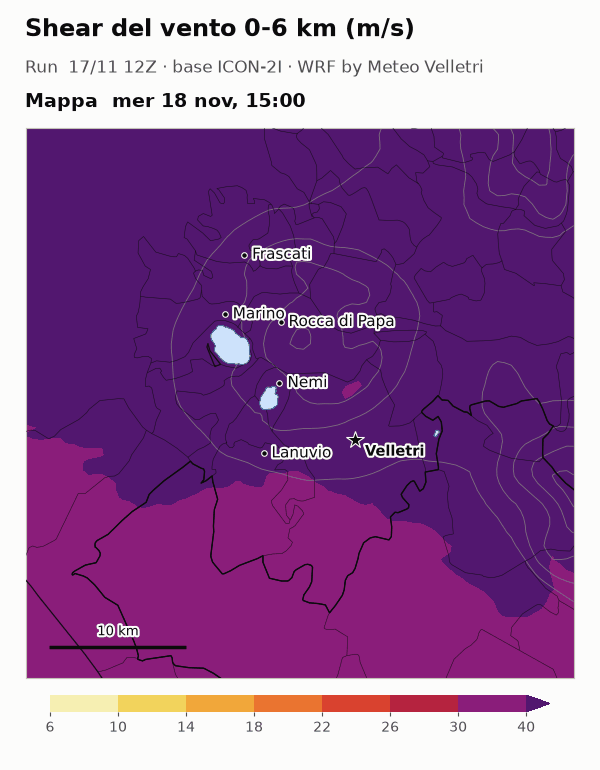 Shear del vento 0-6 km (m/s)
Run  17/11 12Z · base ICON-2I · WRF by Meteo Velletri
Mappa  mer 18 nov, 15:00
Frascati
Marino
Rocca di Papa
Nemi
Lanuvio
Velletri
10 km
6 10 14 18 22 26 30 40